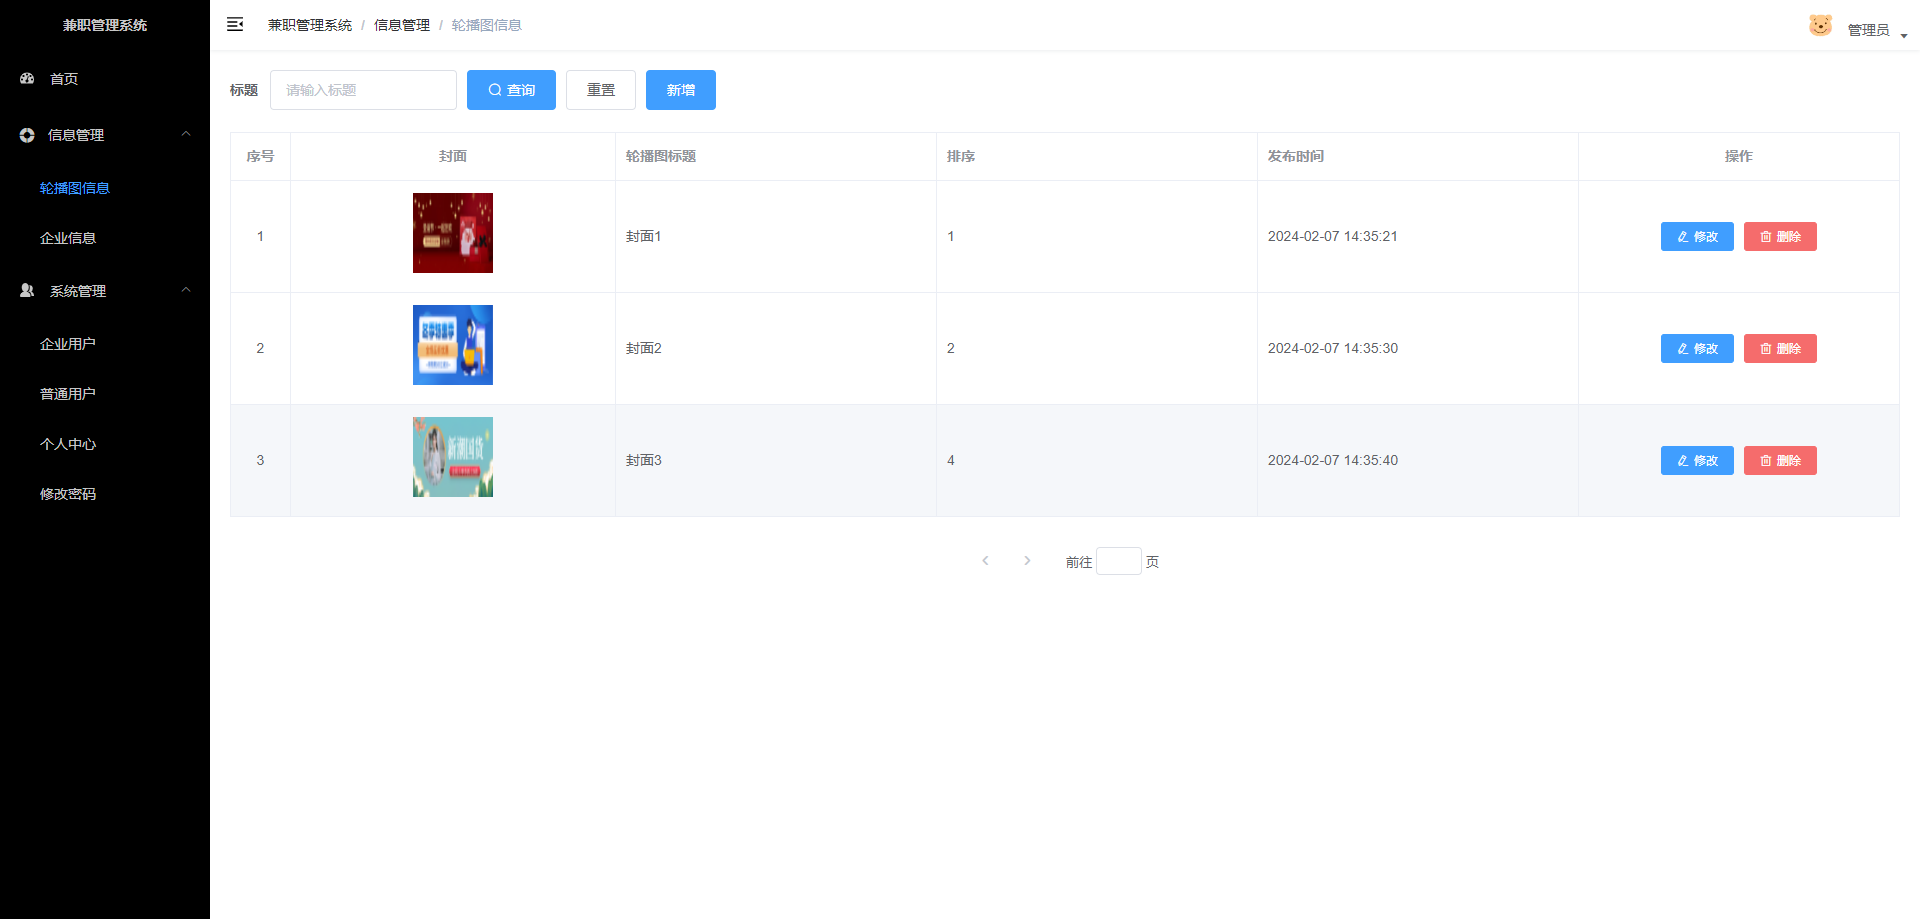 兼职管理系统
首页
信息管理
轮播图信息
企业信息
系统管理
企业用户
普通用户
个人中心
修改密码
兼职管理系统 / 信息管理 / 轮播图信息
管理员
标题 请输入标题 查询 重置 新增
序号 封面 轮播图标题 排序 发布时间 操作
1 封面1 1 2024-02-07 14:35:21 修改 删除
冬季特惠季
2 封面2 2 2024-02-07 14:35:30 修改 删除
新潮国货
3 封面3 4 2024-02-07 14:35:40 修改 删除
前往 页